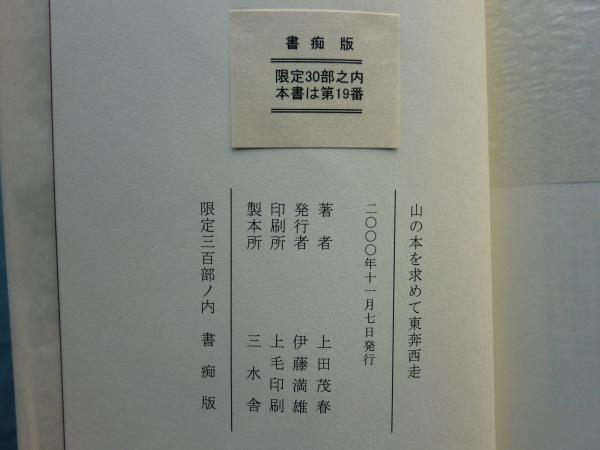 書痴版
限定30部之内
本書は第19番
山の本を求めて東奔西走
二〇〇〇年十一月七日発行
著者 上田茂春
発行者 伊藤満雄
印刷所 上毛印刷
製本所 三水舎
限定三百部ノ内 書痴版